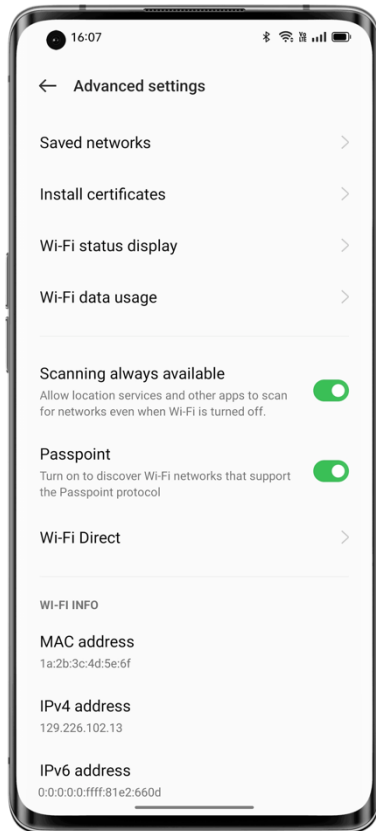 16:07
Advanced settings
Saved networks
Install certificates
Wi-Fi status display
Wi-Fi data usage
Scanning always available
Allow location services and other apps to scan
for networks even when Wi-Fi is turned off.
Passpoint
Turn on to discover Wi-Fi networks that support
the Passpoint protocol
Wi-Fi Direct
WI-FI INFO
MAC address
1a:2b:3c:4d:5e:6f
IPv4 address
129.226.102.13
IPv6 address
0:0:0:0:0:ffff:81e2:660d